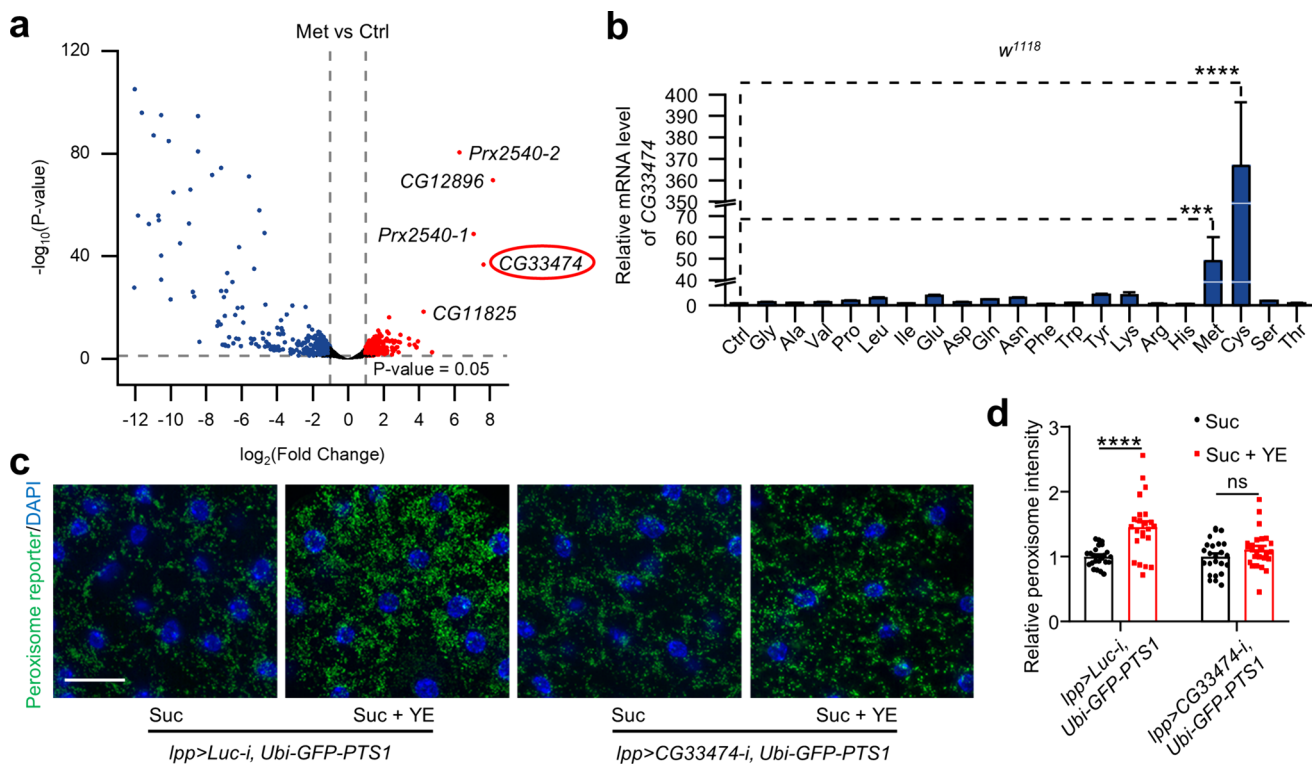 a
Met vs Ctrl
120
80
40
0
-log10(P-value)
Prx2540-2
CG12896
Prx2540-1
CG33474
CG11825
P-value = 0.05
-12 -10 -8 -6 -4 -2 0 2 4 6 8
log2(Fold Change)
b
w1118
****
***
400
390
380
370
360
350
70
60
50
40
0
Relative mRNA level
of CG33474
Ctrl Gly Ala Val Pro Leu Ile Glu Asp Gln Asn Phe Trp Tyr Lys Arg His Met Cys Ser Thr
c
Peroxisome reporter/DAPI
Suc Suc + YE Suc Suc + YE
lpp>Luc-i, Ubi-GFP-PTS1 lpp>CG33474-i, Ubi-GFP-PTS1
d
Suc
Suc + YE
****
ns
3
2
1
0
Relative peroxisome intensity
lpp>Luc-i,
Ubi-GFP-PTS1
lpp>CG33474-i,
Ubi-GFP-PTS1